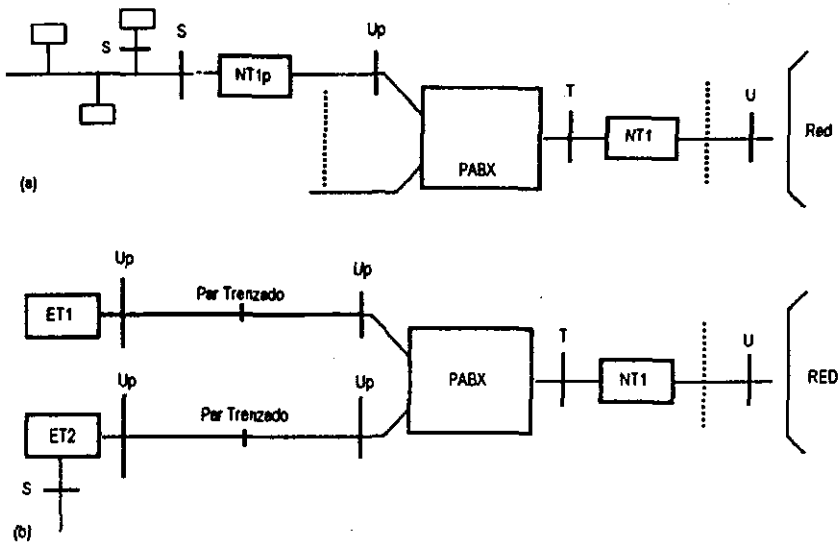 S S Up
NT1p
T U
NT1
Red
PABX
(a)
Up Par Trenzado Up
ET1
T U
PABX NT1 RED
Up Par Trenzado Up
ET2
S
(b)